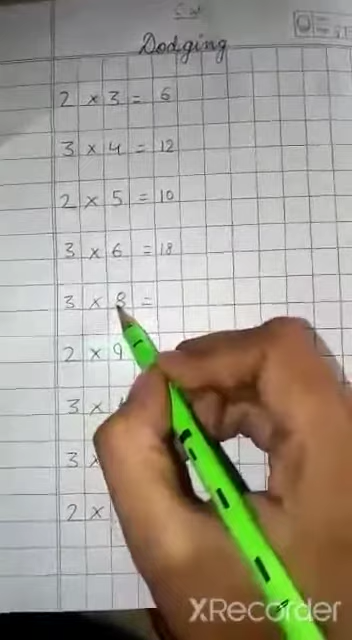 C.W
Dodging
2 × 3 = 6
3 × 4 = 12
2 × 5 = 10
3 × 6 = 18
3 × 8 =
2 × 9
3 ×
3 ×
2 ×
XRecorder